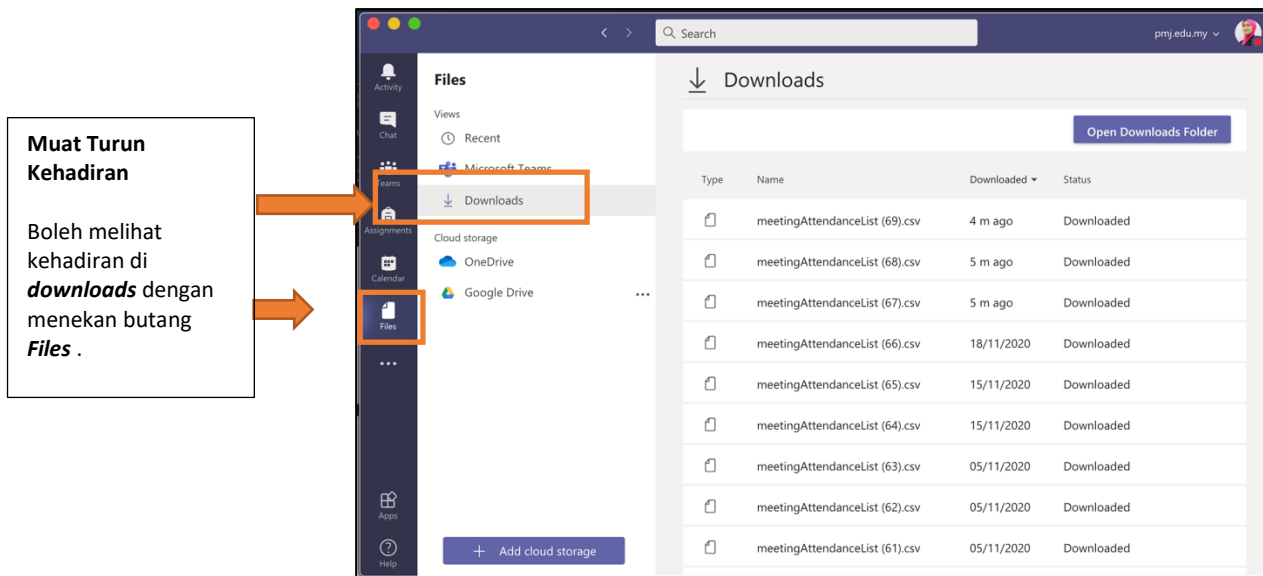 Muat Turun
Kehadiran
Boleh melihat
kehadiran di
downloads dengan
menekan butang
Files .
Search
pmj.edu.my
Activity
Chat
Teams
Assignments
Calendar
Files
Apps
Help
Files
Views
Recent
Microsoft Teams
Downloads
Cloud storage
OneDrive
Google Drive
+ Add cloud storage
Downloads
Open Downloads Folder
Type Name Downloaded Status
meetingAttendanceList (69).csv 4 m ago Downloaded
meetingAttendanceList (68).csv 5 m ago Downloaded
meetingAttendanceList (67).csv 5 m ago Downloaded
meetingAttendanceList (66).csv 18/11/2020 Downloaded
meetingAttendanceList (65).csv 15/11/2020 Downloaded
meetingAttendanceList (64).csv 15/11/2020 Downloaded
meetingAttendanceList (63).csv 05/11/2020 Downloaded
meetingAttendanceList (62).csv 05/11/2020 Downloaded
meetingAttendanceList (61).csv 05/11/2020 Downloaded